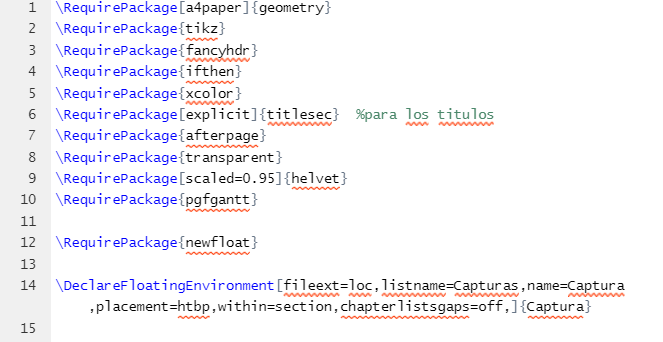 1 \RequirePackage[a4paper]{geometry}
2 \RequirePackage{tikz}
3 \RequirePackage{fancyhdr}
4 \RequirePackage{ifthen}
5 \RequirePackage{xcolor}
6 \RequirePackage[explicit]{titlesec}  %para los titulos
7 \RequirePackage{afterpage}
8 \RequirePackage{transparent}
9 \RequirePackage[scaled=0.95]{helvet}
10 \RequirePackage{pgfgantt}
11
12 \RequirePackage{newfloat}
13
14 \DeclareFloatingEnvironment[fileext=loc,listname=Capturas,name=Captura
,placement=htbp,within=section,chapterlistsgaps=off,]{Captura}
15